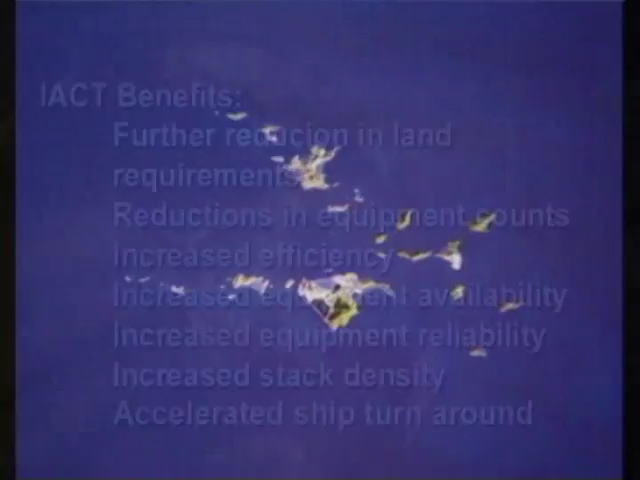 IACT Benefits:
Further reducion in land
requirements
Reductions in equipment counts
Increased efficiency
Increased equipment availability
Increased equipment reliability
Increased stack density
Accelerated ship turn around